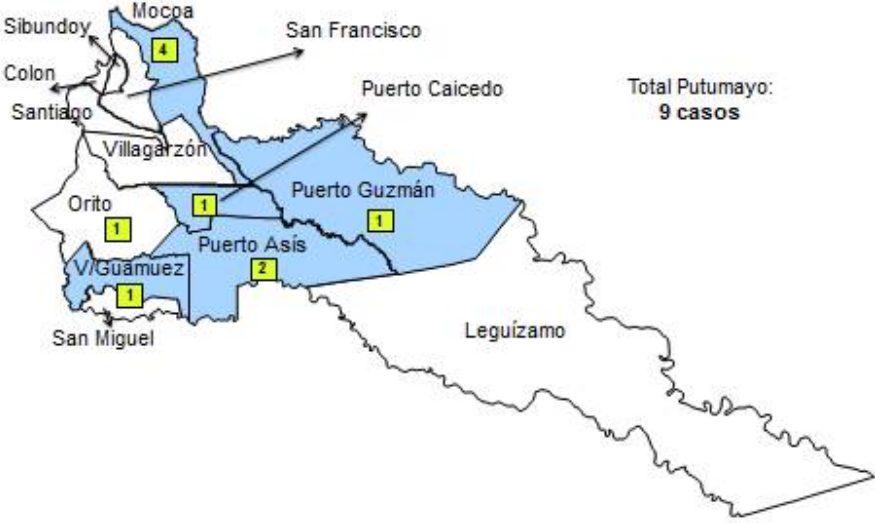 Mocoa
Sibundoy
4
San Francisco
Colon
Puerto Caicedo
Total Putumayo:
9 casos
Santiago
Villagarzón
Puerto Guzmán
Orito
1
1
1
Puerto Asís
V/Guamuez
2
1
San Miguel
Leguízamo